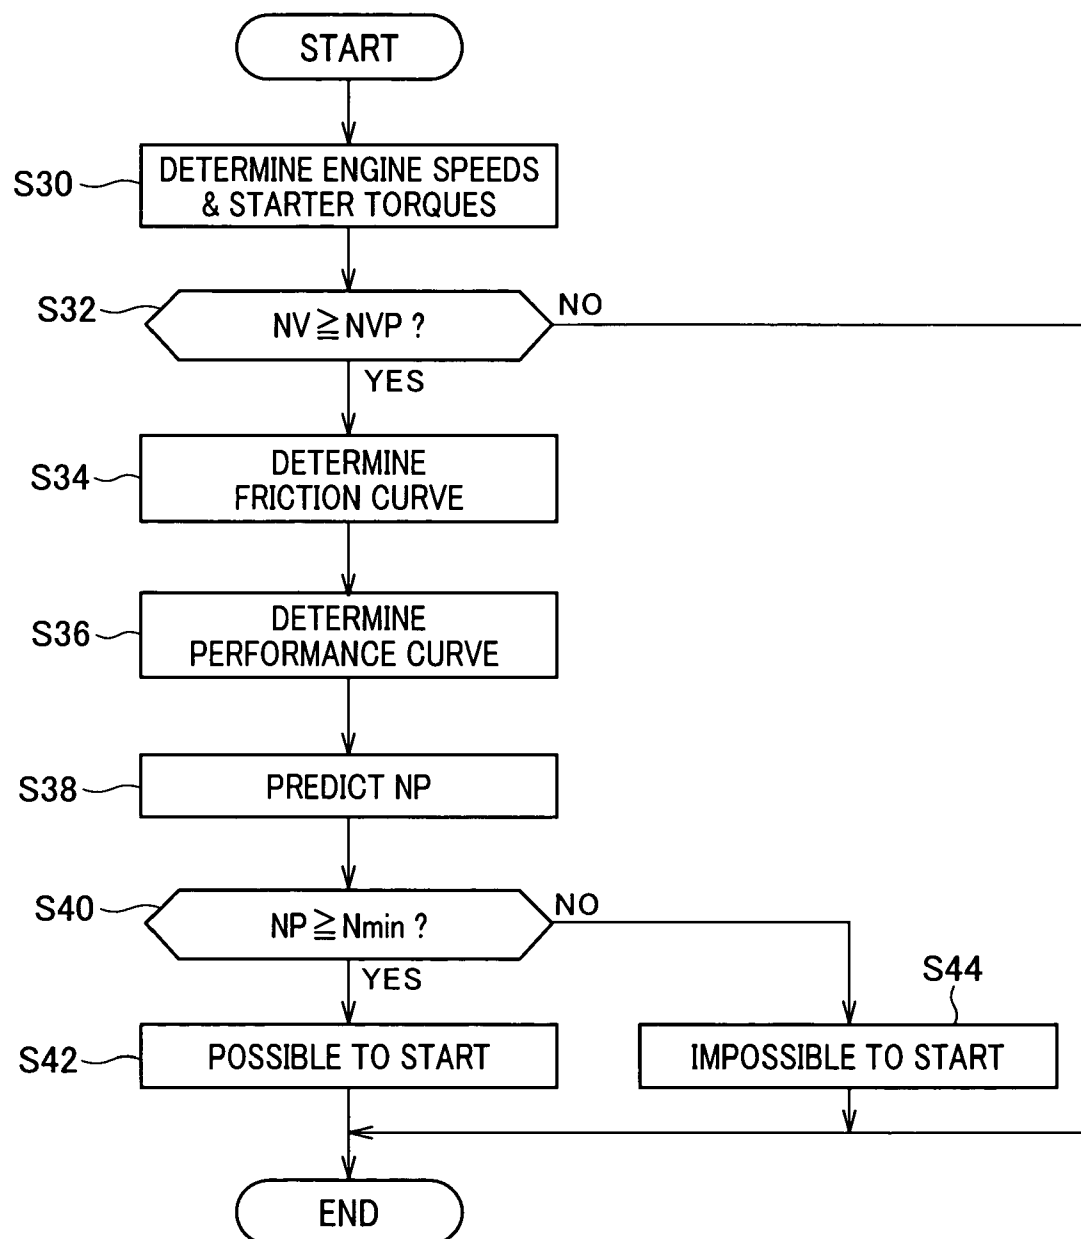 START
S30
DETERMINE ENGINE SPEEDS
& STARTER TORQUES
S32
NV ≧ NVP ?
NO
YES
S34
DETERMINE
FRICTION CURVE
S36
DETERMINE
PERFORMANCE CURVE
S38
PREDICT NP
S40
NP ≧ Nmin ?
NO
YES
S44
S42
POSSIBLE TO START
IMPOSSIBLE TO START
END